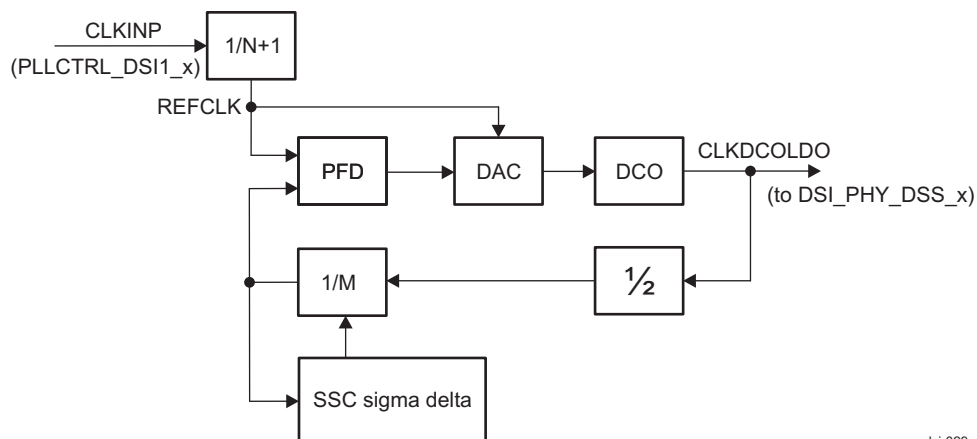 CLKINP
(PLLCTRL_DSI1_x)
1/N+1
REFCLK
PFD
DAC
DCO
CLKDCOLDO
(to DSI_PHY_DSS_x)
1/M
½
SSC sigma delta